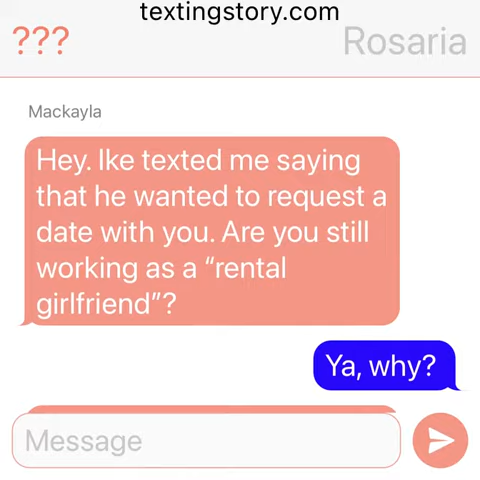 textingstory.com
??? Rosaria
Mackayla
Hey. Ike texted me saying
that he wanted to request a
date with you. Are you still
working as a “rental
girlfriend”?
Ya, why?
Message